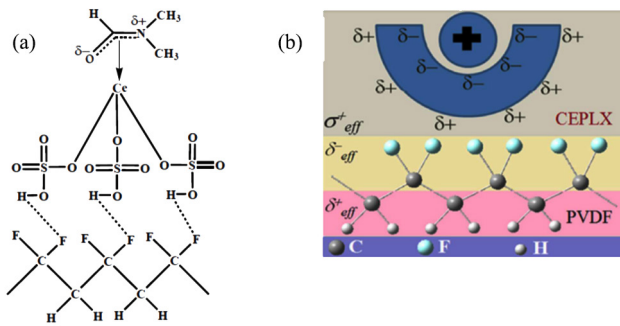 (a)
H
δ+
CH₃
N
δ−
O
CH₃
Ce
O
O
O
O
O
S
O
O
S
O
S
O
H
O
H
O
H
O
F
F
F
F
F
F
C
C
C
C
C
H
H
H
H
(b)
δ+
δ−
+
δ−
δ+
δ+
δ−
δ−
δ−
δ+
δ+
δ+
σ⁺eff
CEPLX
δ⁻eff
δ⁺eff
PVDF
C
F
H